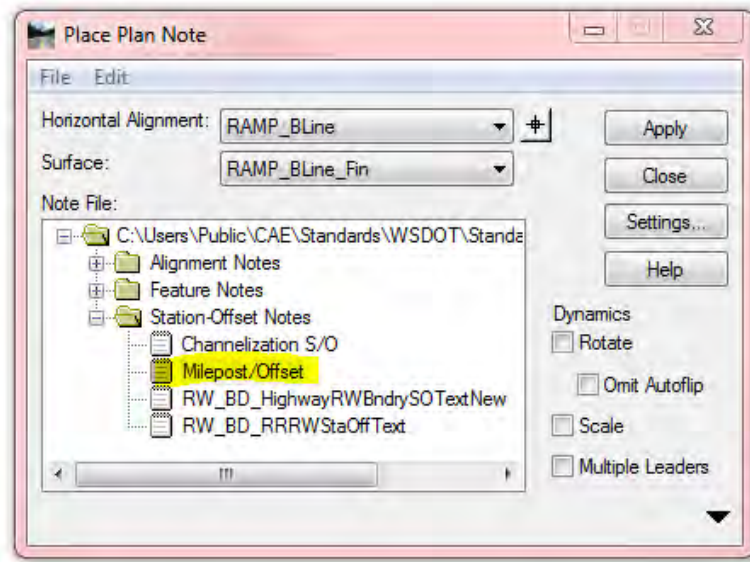 Place Plan Note
File Edit
Horizontal Alignment: RAMP_BLine
Apply
Surface: RAMP_BLine_Fin
Close
Note File:
C:\Users\Public\CAE\Standards\WSDOT\Standa
Settings...
Alignment Notes
Help
Feature Notes
Station-Offset Notes
Dynamics
Channelization S/O
Rotate
Milepost/Offset
Omit Autoflip
RW_BD_HighwayRWBndrySOTextNew
RW_BD_RRRWStaOffText
Scale
Multiple Leaders